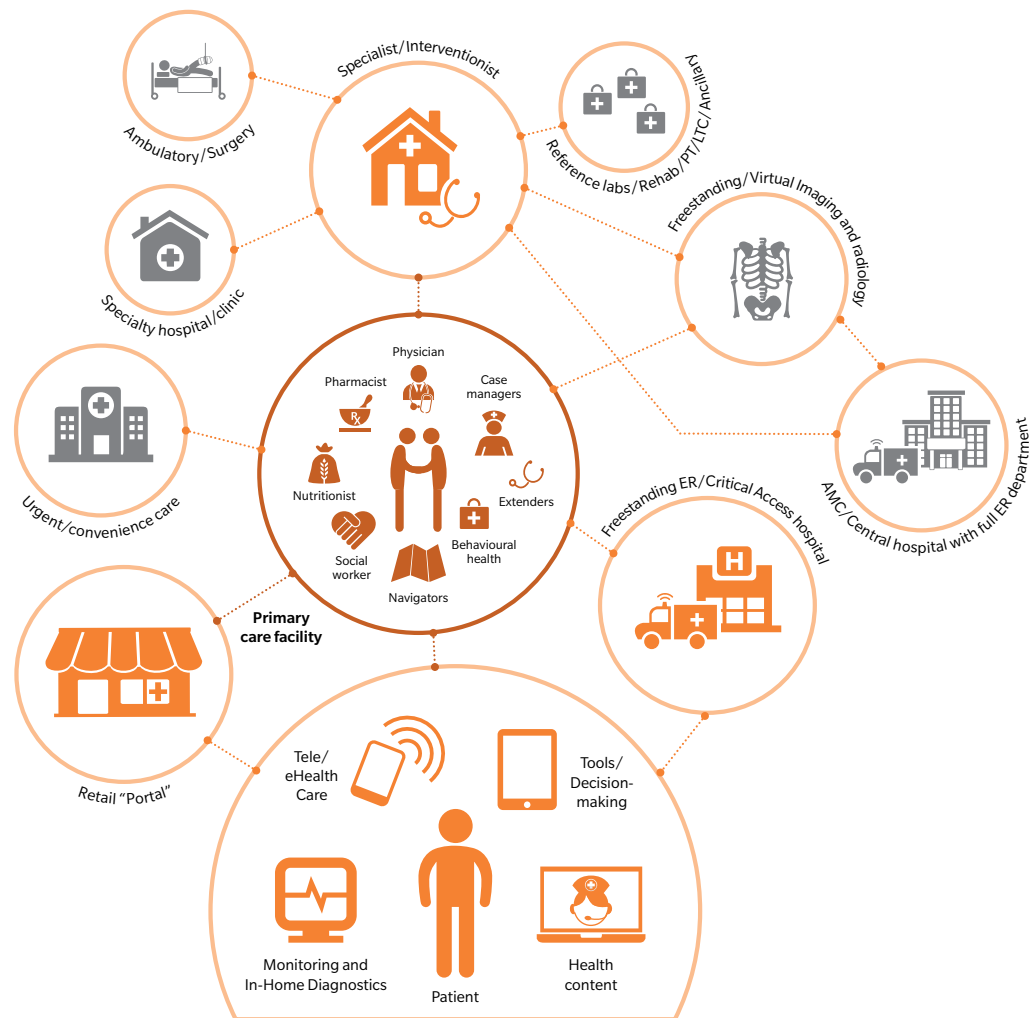 Specialist/Interventionist
Ambulatory/Surgery
Reference labs/Rehab/PT/LTC/Ancillary
Freestanding/Virtual Imaging and radiology
Specialty hospital/clinic
Physician
Pharmacist
Case
managers
Rx
Nutritionist
Extenders
Social
worker
Behavioural
health
Navigators
Urgent/convenience care
AMC/Central hospital with full ER department
Freestanding ER/Critical Access hospital
H
Primary
care facility
Retail “Portal”
Tele/
eHealth
Care
Tools/
Decision-
making
Monitoring and
In-Home Diagnostics
Patient
Health
content